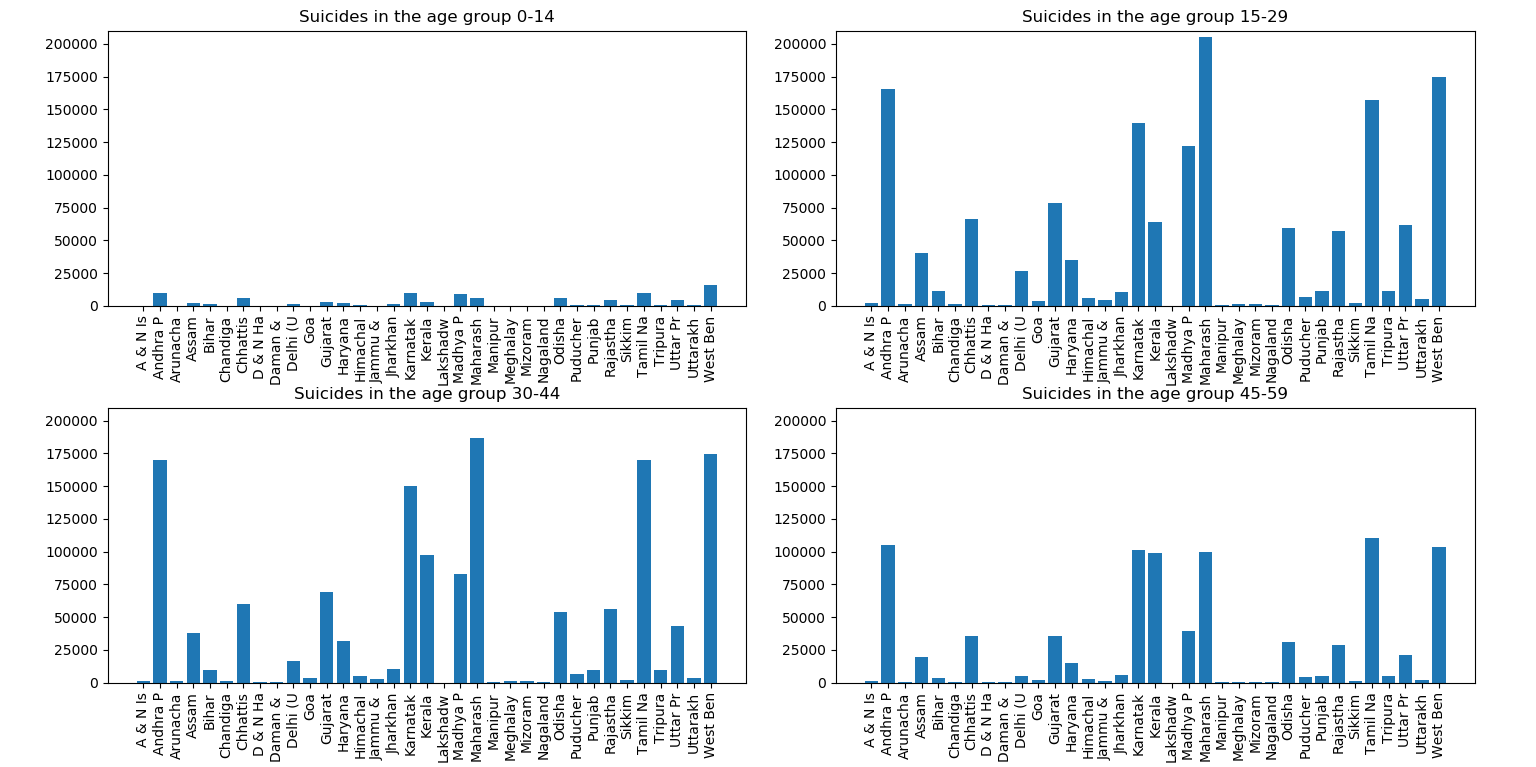 Suicides in the age group 0-14
200000
175000
150000
125000
100000
75000
50000
25000
0
A & N Is
Andhra P
Arunacha
Assam
Bihar
Chandiga
Chhattis
D & N Ha
Daman &
Delhi (U
Goa
Gujarat
Haryana
Himachal
Jammu &
Jharkhan
Karnatak
Kerala
Lakshadw
Madhya P
Maharash
Manipur
Meghalay
Mizoram
Nagaland
Odisha
Puducher
Punjab
Rajastha
Sikkim
Tamil Na
Tripura
Uttar Pr
Uttarakh
West Ben
Suicides in the age group 15-29
200000
175000
150000
125000
100000
75000
50000
25000
0
A & N Is
Andhra P
Arunacha
Assam
Bihar
Chandiga
Chhattis
D & N Ha
Daman &
Delhi (U
Goa
Gujarat
Haryana
Himachal
Jammu &
Jharkhan
Karnatak
Kerala
Lakshadw
Madhya P
Maharash
Manipur
Meghalay
Mizoram
Nagaland
Odisha
Puducher
Punjab
Rajastha
Sikkim
Tamil Na
Tripura
Uttar Pr
Uttarakh
West Ben
Suicides in the age group 30-44
200000
175000
150000
125000
100000
75000
50000
25000
0
A & N Is
Andhra P
Arunacha
Assam
Bihar
Chandiga
Chhattis
D & N Ha
Daman &
Delhi (U
Goa
Gujarat
Haryana
Himachal
Jammu &
Jharkhan
Karnatak
Kerala
Lakshadw
Madhya P
Maharash
Manipur
Meghalay
Mizoram
Nagaland
Odisha
Puducher
Punjab
Rajastha
Sikkim
Tamil Na
Tripura
Uttar Pr
Uttarakh
West Ben
Suicides in the age group 45-59
200000
175000
150000
125000
100000
75000
50000
25000
0
A & N Is
Andhra P
Arunacha
Assam
Bihar
Chandiga
Chhattis
D & N Ha
Daman &
Delhi (U
Goa
Gujarat
Haryana
Himachal
Jammu &
Jharkhan
Karnatak
Kerala
Lakshadw
Madhya P
Maharash
Manipur
Meghalay
Mizoram
Nagaland
Odisha
Puducher
Punjab
Rajastha
Sikkim
Tamil Na
Tripura
Uttar Pr
Uttarakh
West Ben